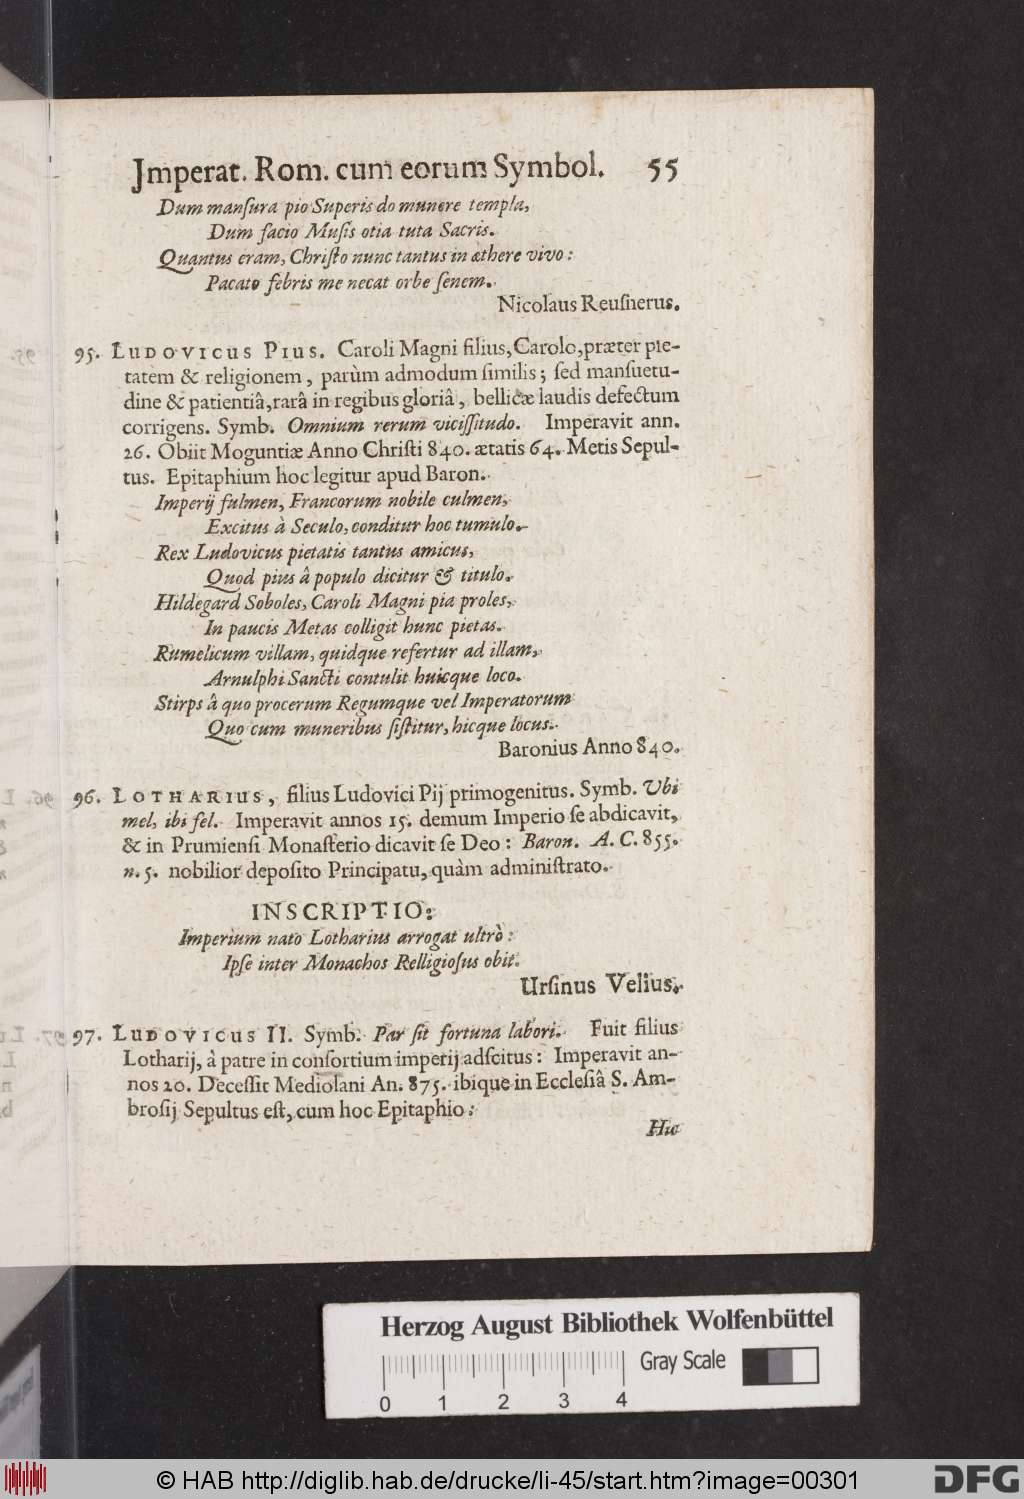 Jmperat. Rom. cum eorum Symbol. 55
Dum manſura pio Superis do munere templa,
Dum facio Muſis otia tuta Sacris.
Quantus eram, Chriſto nunc tantus in æthere vivo:
Pacato febris me necat orbe ſenem.
Nicolaus Reuſnerus.
95. LUDOVICUS PIUS. Caroli Magni filius, Carolo, præter pie-
tatem & religionem, parùm admodum ſimilis; ſed manſuetu-
dine & patientiâ, rarâ in regibus gloriâ, bellicæ laudis defectum
corrigens. Symb. Omnium rerum viciſſitudo. Imperavit ann.
26. Obiit Moguntiæ Anno Chriſti 840. ætatis 64. Metis Sepul-
tus. Epitaphium hoc legitur apud Baron.
Imperij fulmen, Francorum nobile culmen,
Excitus à Seculo, conditur hoc tumulo.
Rex Ludovicus pietatis tantus amicus,
Quod pius â populo dicitur & titulo.
Hildegard Soboles, Caroli Magni pia proles,
In paucis Metas colligit hunc pietas.
Rumelicum villam, quidque refertur ad illam,
Arnulphi Sancti contulit huicque loco.
Stirps â quo procerum Regumque vel Imperatorum
Quo cum muneribus ſiſtitur, hicque locus.
Baronius Anno 840.
96. LOTHARIUS, filius Ludovici Pij primogenitus. Symb. Ubi
mel, ibi fel. Imperavit annos 15. demum Imperio ſe abdicavit,
& in Prumienſi Monaſterio dicavit ſe Deo: Baron. A. C. 855.
n. 5. nobilior depoſito Principatu, quàm adminiſtrato.
INSCRIPTIO:
Imperium nato Lotharius arrogat ultrò:
Ipſe inter Monachos Relligioſus obit.
Urſinus Velius.
97. LUDOVICUS II. Symb. Par ſit fortuna labori. Fuit filius
Lotharij, à patre in conſortium imperij adſcitus: Imperavit an-
nos 20. Deceſſit Mediolani An. 875. ibique in Eccleſiâ S. Am-
broſij Sepultus eſt, cum hoc Epitaphio:
Hic
Herzog August Bibliothek Wolfenbüttel
Gray Scale
0 1 2 3 4
© HAB http://diglib.hab.de/drucke/li-45/start.htm?image=00301
DFG